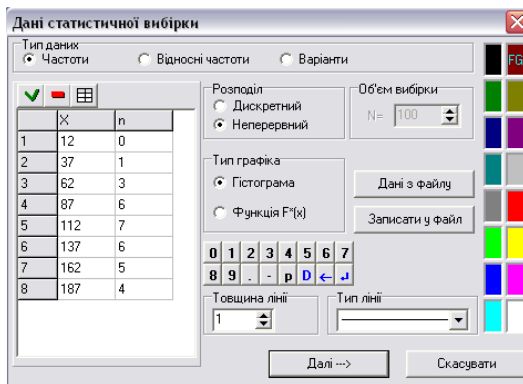 Дані статистичної вибірки
Тип даних
Частоти
Відносні частоти
Варіанти
X n
1 12 0
2 37 1
3 62 3
4 87 6
5 112 7
6 137 6
7 162 5
8 187 4
Розподіл
Дискретний
Неперервний
Об'єм вибірки
N= 100
Тип графіка
Гістограма
Функція F*(x)
Дані з файлу
Записати у файл
0 1 2 3 4 5 6 7
8 9 . - p D ← ↲
Товщина лінії
1
Тип лінії
Далі --->
Скасувати
FG